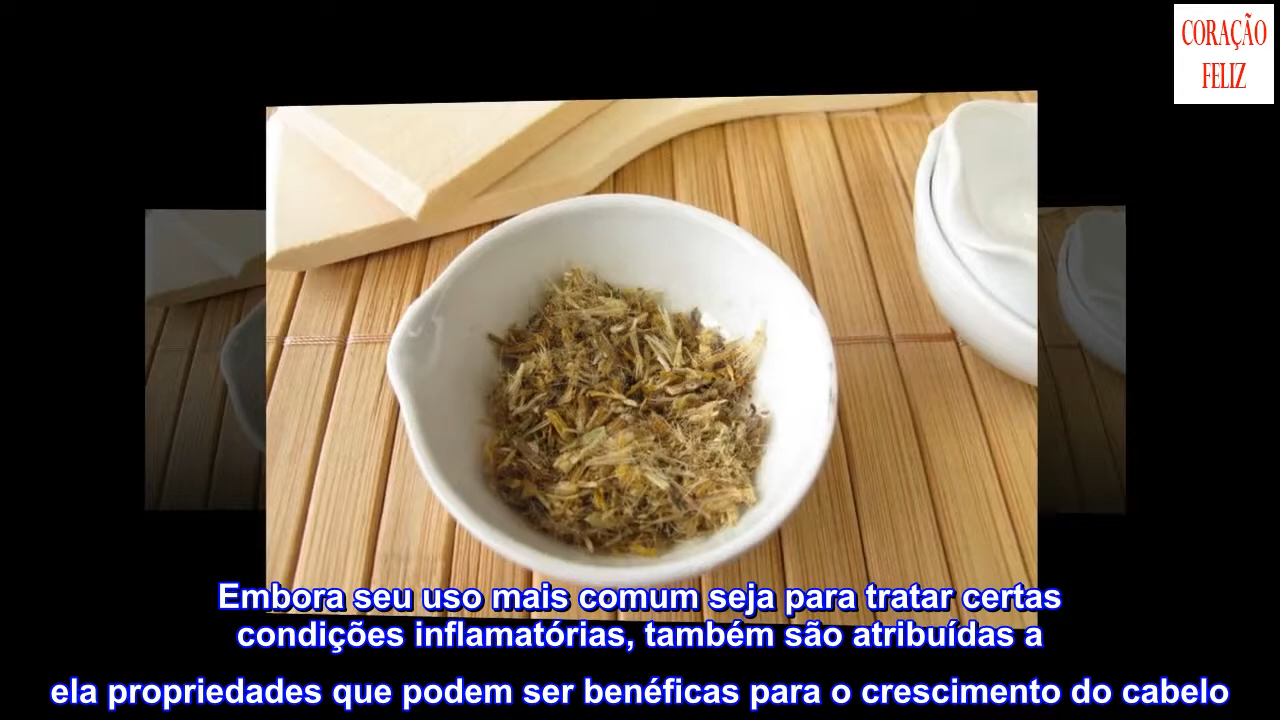 CORAÇÃO
FELIZ
Embora seu uso mais comum seja para tratar certas
condições inflamatórias, também são atribuídas a
ela propriedades que podem ser benéficas para o crescimento do cabelo